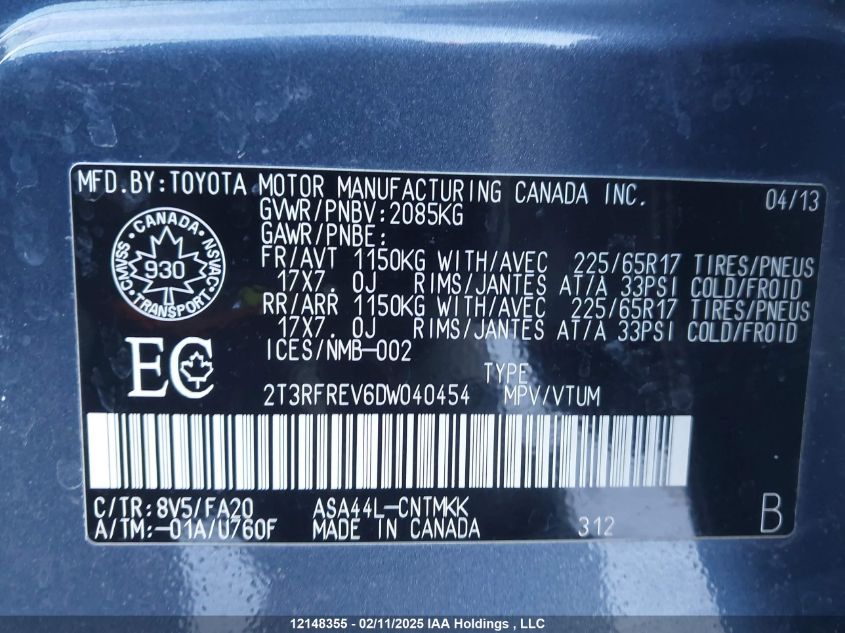 MFD.BY:TOYOTA MOTOR MANUFACTURING CANADA INC. 04/13
GVWR/PNBV:2085KG
GAWR/PNBE:
FR/AVT 1150KG WITH/AVEC 225/65R17 TIRES/PNEUS
17X7.0J RIMS/JANTES AT/A 33PSI COLD/FROID
RR/ARR 1150KG WITH/AVEC 225/65R17 TIRES/PNEUS
17X7.0J RIMS/JANTES AT/A 33PSI COLD/FROID
ICES/NMB-002
CANADA
CMVSS 930 NSVAC
TRANSPORT
EC
TYPE
2T3RFREV6DW040454 MPV/VTUM
C/TR:8V5/FA20 ASA44L-CNTMKK
A/TM:-01A/U760F MADE IN CANADA 312 B
12148355 - 02/11/2025 IAA Holdings , LLC